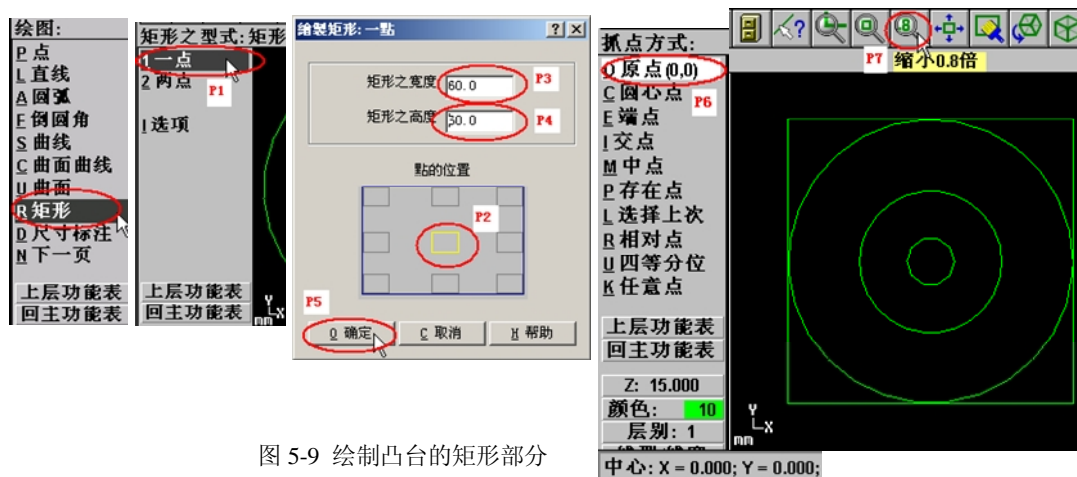 绘图:
P 点
L 直线
A 圆弧
F 倒圆角
S 曲线
C 曲面曲线
U 曲面
R 矩形
D 尺寸标注
N 下一页
上层功能表
回主功能表
矩形之型式:矩形
1 一点
2 两点
P1
I 选项
上层功能表
回主功能表
Y
X
mm
繪製矩形:一點
矩形之宽度 60.0 P3
矩形之高度 60.0 P4
點的位置
P2
P5
O 确定
C 取消
H 帮助
抓点方式:
O 原点(0,0)
P6
C 圆心点
E 端点
I 交点
M 中点
P 存在点
L 选择上次
R 相对点
U 四等分位
K 任意点
上层功能表
回主功能表
Z: 15.000
颜色: 10
层别: 1
中心: X = 0.000; Y = 0.000;
.8
P7
缩小0.8倍
Y
X
mm
图 5-9 绘制凸台的矩形部分